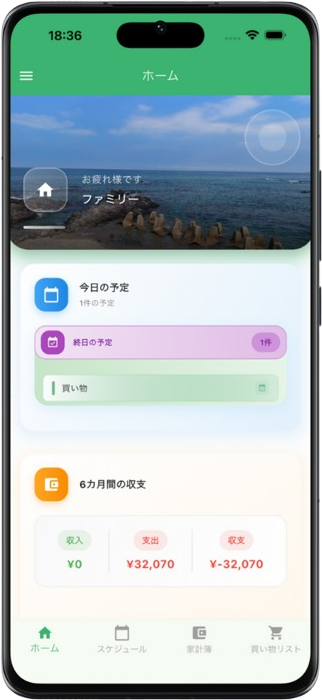 18:36
ホーム
お疲れ様です
ファミリー
今日の予定
1件の予定
終日の予定
1件
買い物
6カ月間の収支
収入
支出
収支
¥0
¥32,070
¥-32,070
ホーム
スケジュール
家計簿
買い物リスト